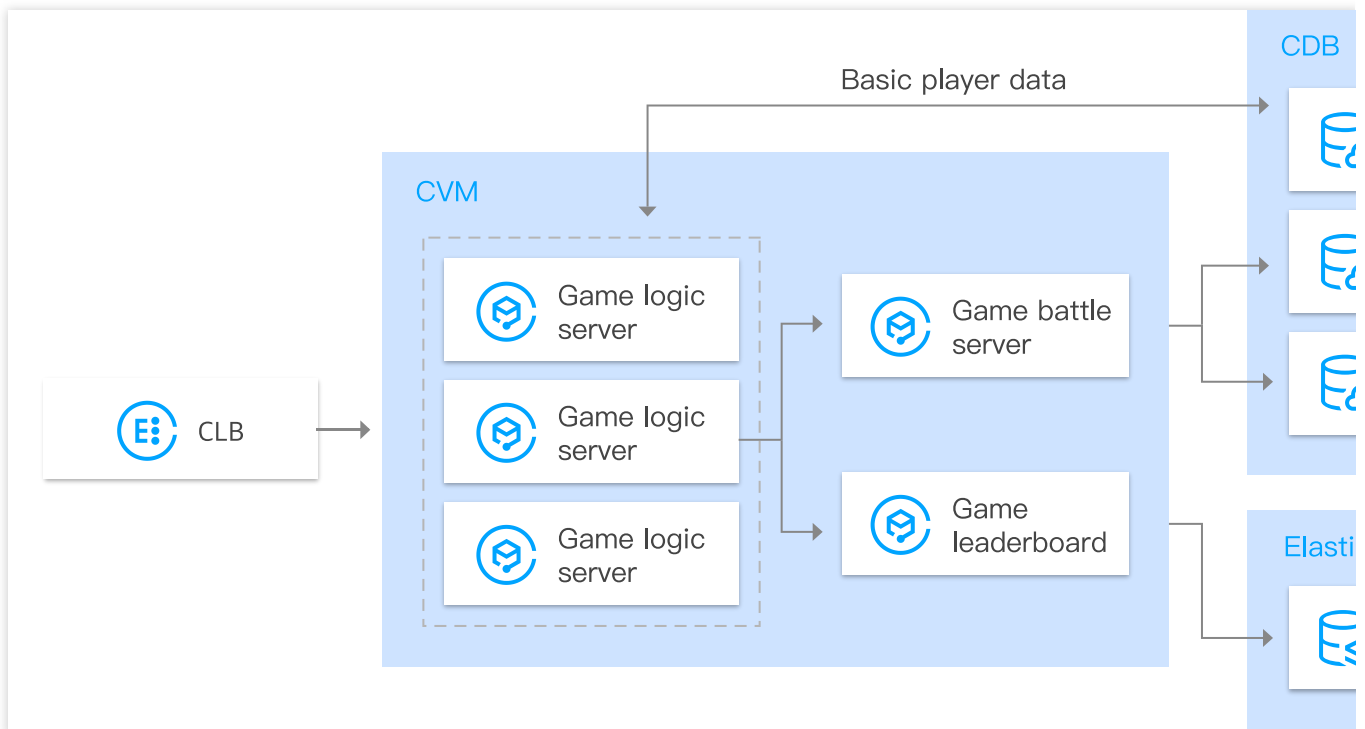 CDB
Basic player data
CVM
Game logic
server
Game battle
server
CLB
Game logic
server
Game
leaderboard
Game logic
server
Elasti